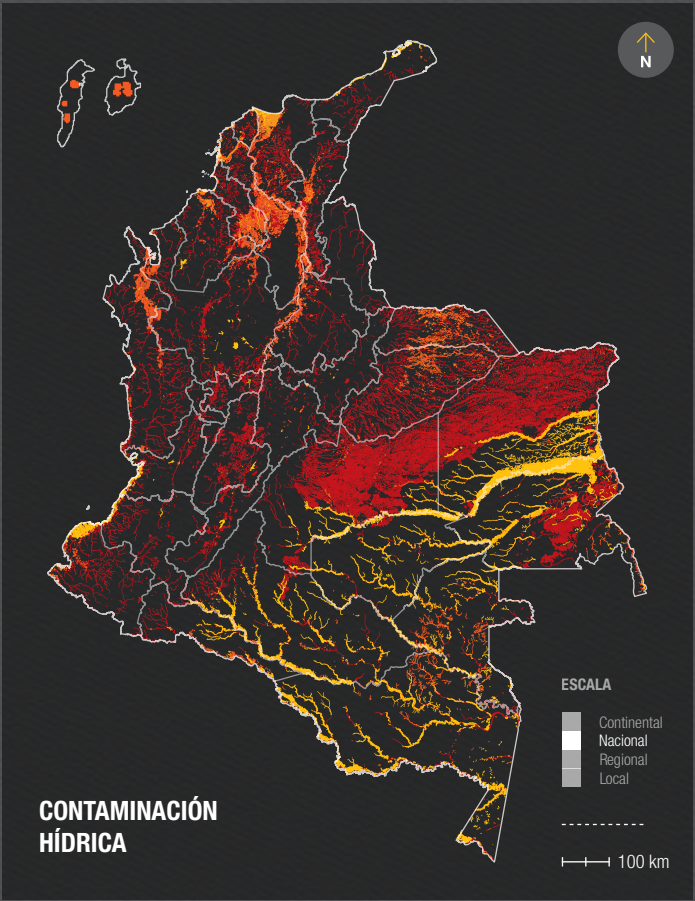 N
ESCALA
Continental
Nacional
Regional
Local
CONTAMINACIÓN
HÍDRICA
100 km